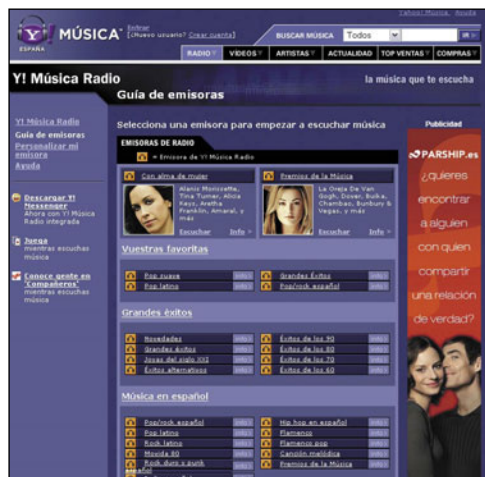 Yahoo! Música Ayuda
Y!
ESPAÑA
MÚSICA
Entrar
[¿Nuevo usuario? Crear cuenta]
BUSCAR MÚSICA
Todos
IR
RADIO VÍDEOS ARTISTAS ACTUALIDAD TOP VENTAS COMPRAS
Y! Música Radio
la música que te escucha
Guía de emisoras
Y! Música Radio
Guía de emisoras
Personalizar mi
emisora
Ayuda
Descargar Y!
Messenger
Ahora con Y! Música
Radio integrada
Juega
mientras escuchas
música
Conoce gente en
'Compañeros'
mientras escuchas
música
Selecciona una emisora para empezar a escuchar música
EMISORAS DE RADIO
= Emisora de Y! Música Radio
Con alma de mujer
Alanis Morissette,
Tina Turner, Alicia
Keys, Aretha
Franklin, Amaral, y
más
Escuchar Info
Premios de la Música
La Oreja De Van
Gogh, Dover, Buika,
Chambao, Bunbury &
Vegas, y más
Escuchar Info
Vuestras favoritas
Pop suave
Grandes Éxitos
Pop latino
Pop/rock español
Grandes éxitos
Novedades
Éxitos de los 90
Grandes éxitos
Éxitos de los 80
Joyas del siglo XXI
Éxitos de los 70
Éxitos alternativos
Éxitos de los 60
Música en español
Pop/rock español
Hip hop en español
Pop latino
Flamenco
Rock latino
Flamenco pop
Movida 80
Canción melódica
Rock duro y punk
español
Premios de la Música
Publicidad
PARSHIP.es
¿quieres
encontrar
a alguien
con quien
compartir
una relación
de verdad?